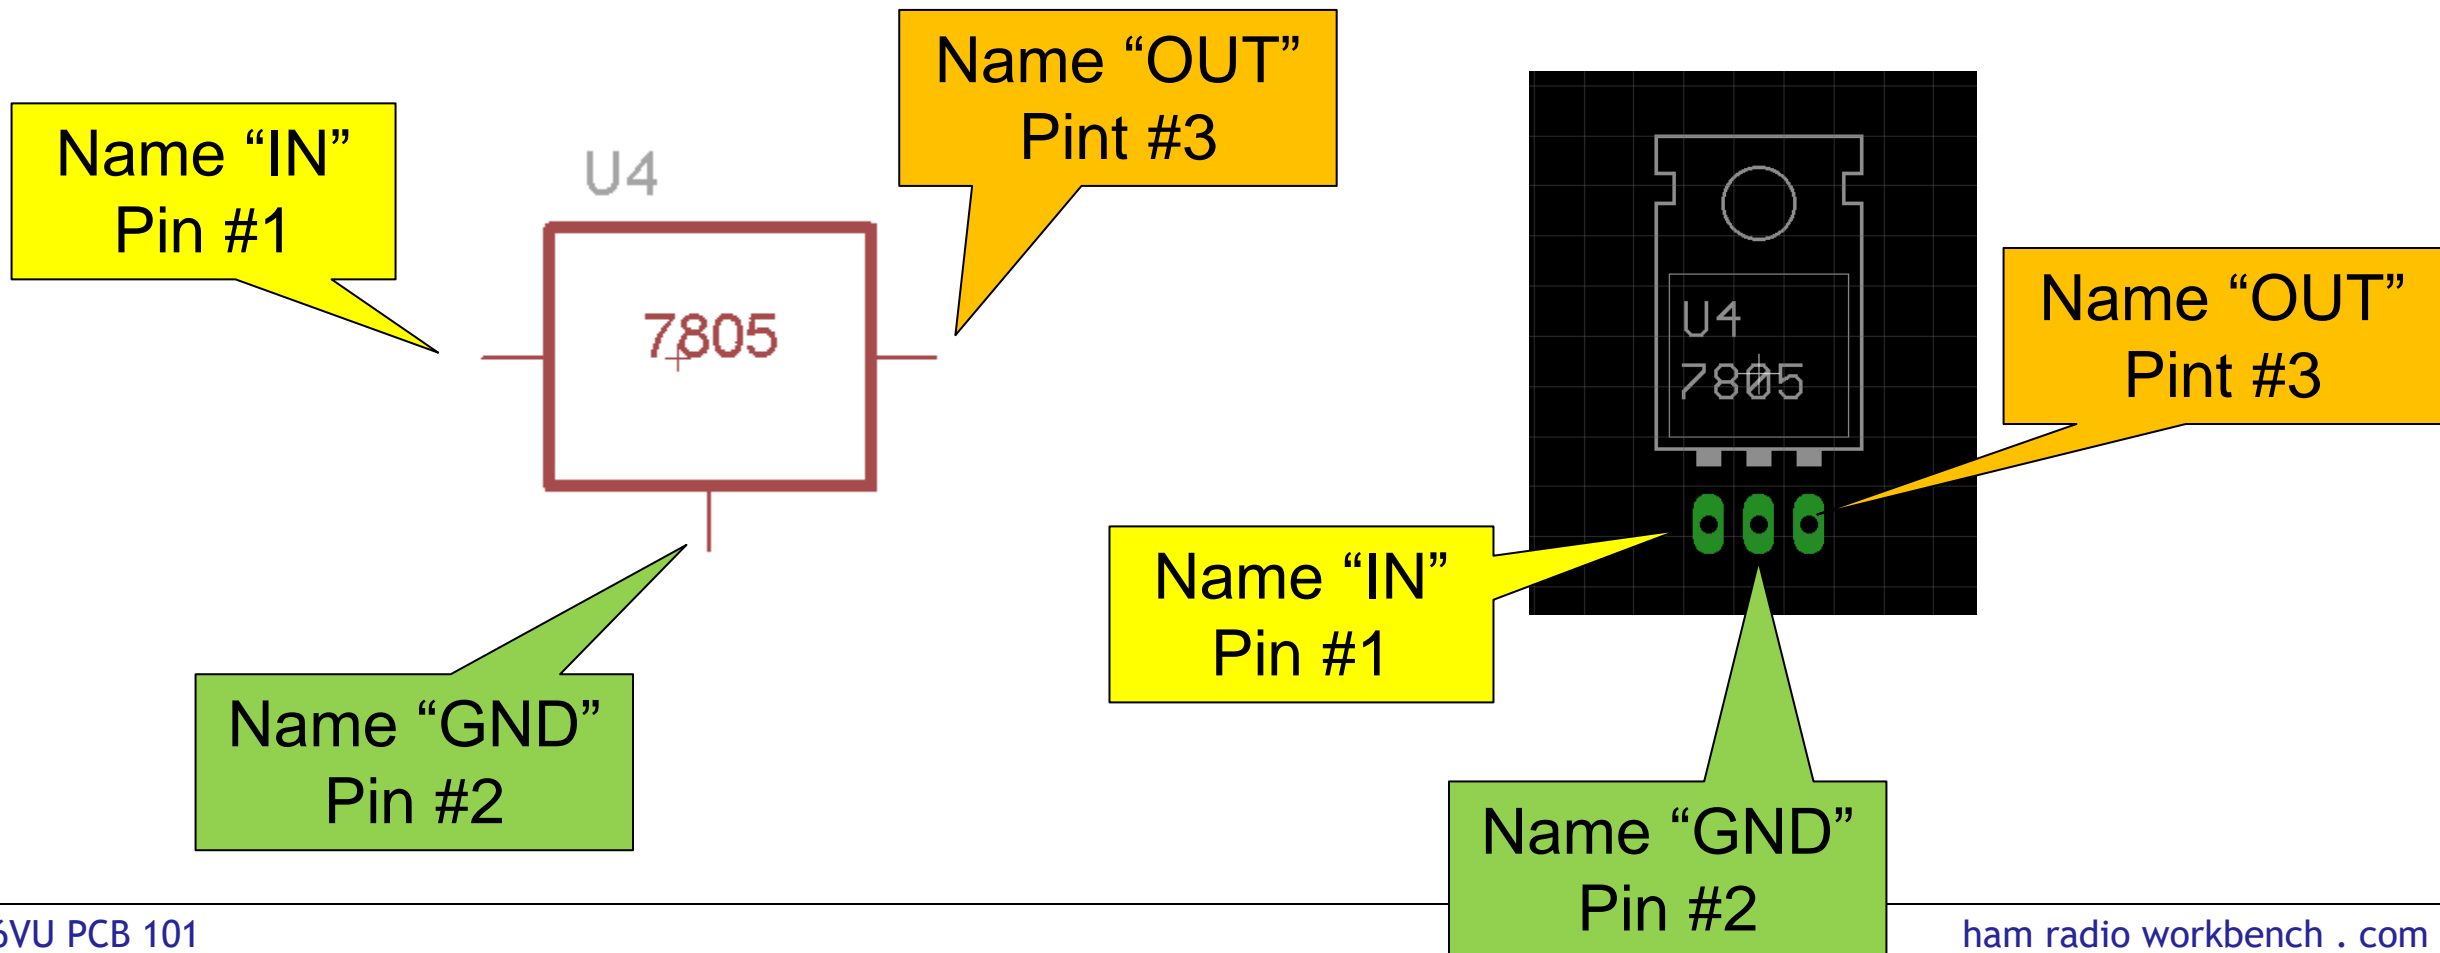 Name “OUT”
Pint #3
Name “IN”
Pin #1
U4
7805
Name “GND”
Pin #2
U4
7805
Name “OUT”
Pint #3
Name “IN”
Pin #1
Name “GND”
Pin #2
6VU PCB 101
ham radio workbench . com